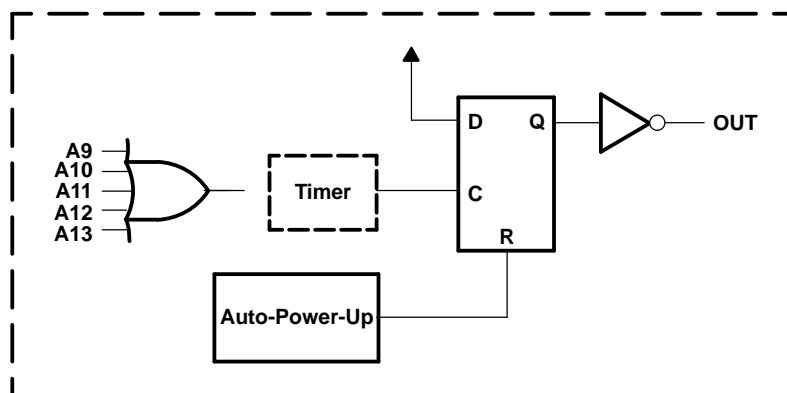 D
Q
OUT
A9
A10
A11
A12
A13
Timer
C
R
Auto-Power-Up